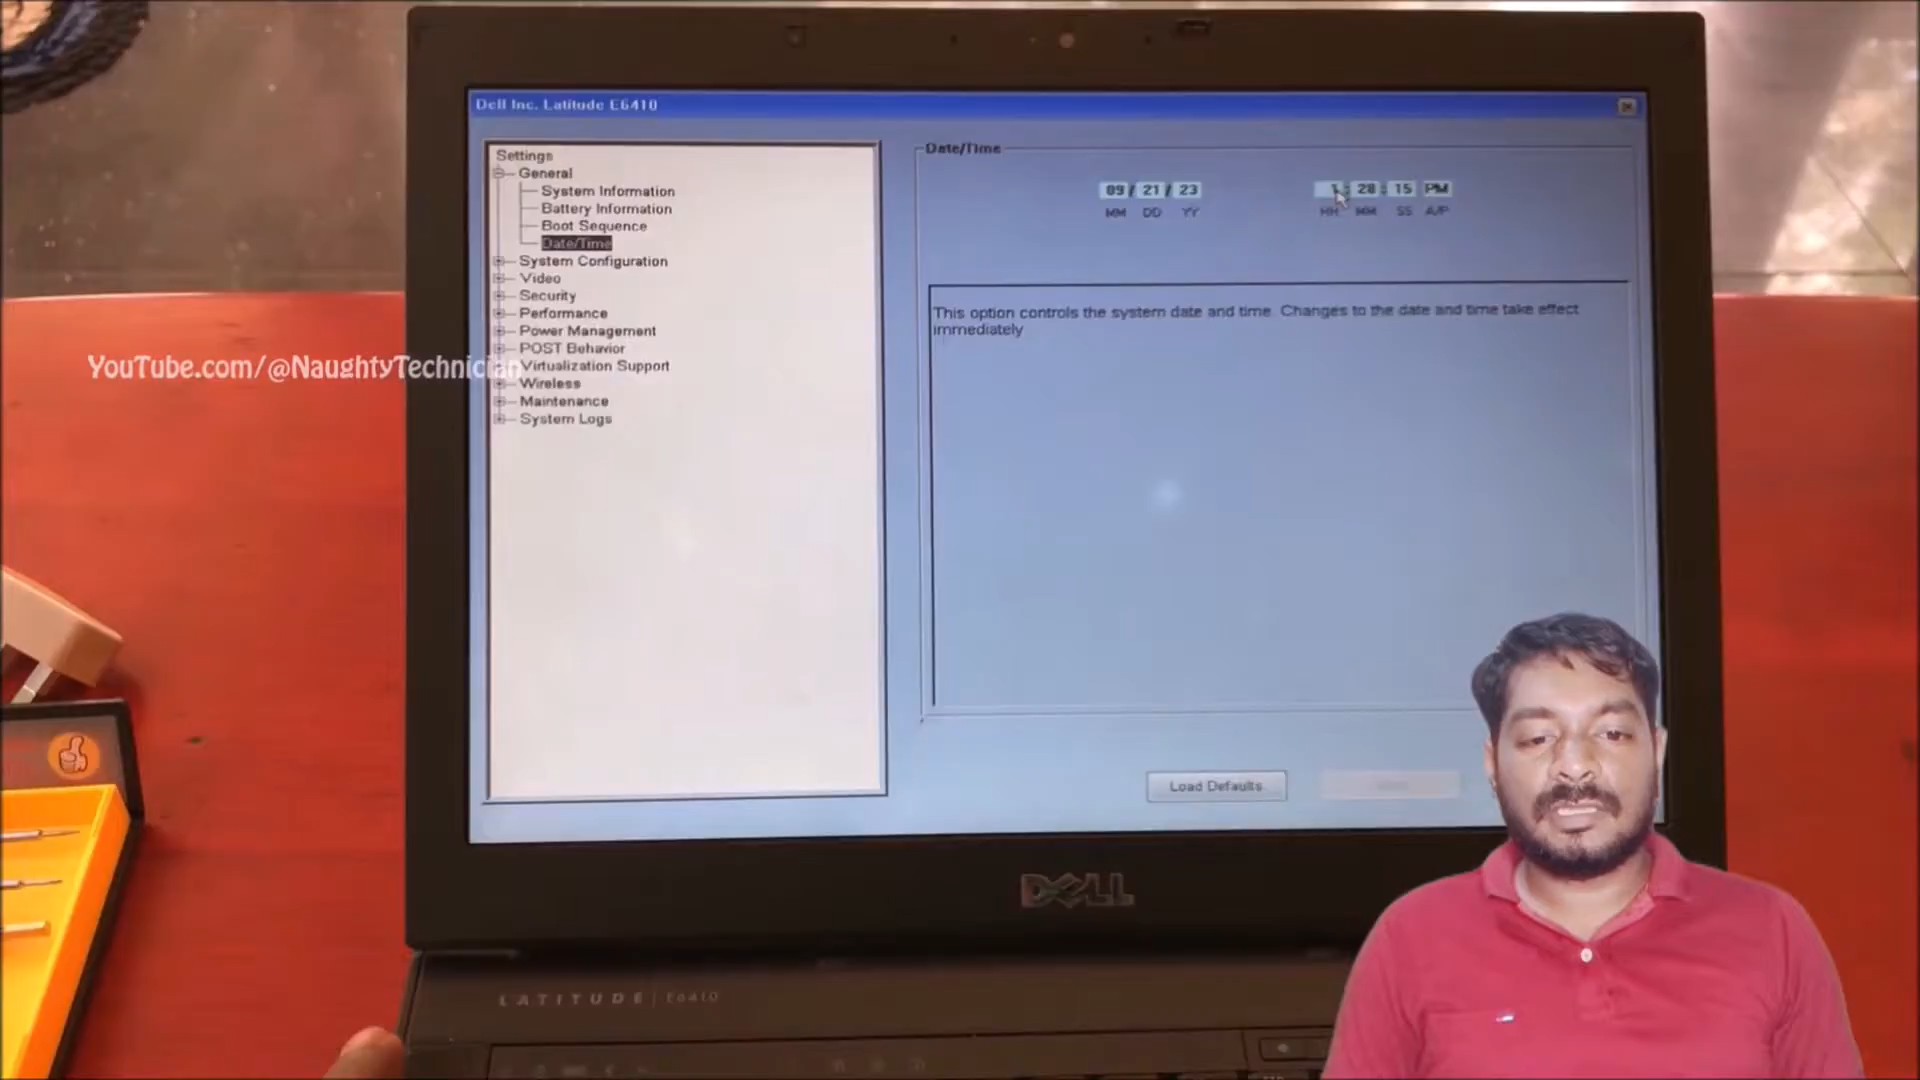 Dell Inc. Latitude E6410
Settings
General
System Information
Battery Information
Boot Sequence
Date/Time
System Configuration
Video
Security
Performance
Power Management
POST Behavior
Virtualization Support
Wireless
Maintenance
System Logs
Date/Time
09 / 21 / 23
MM DD YY
1 : 28 : 15 PM
HH MM SS A/P
This option controls the system date and time. Changes to the date and time take effect
immediately
Load Defaults
YouTube.com/@NaughtyTechnician
DELL
LATITUDE | E6410